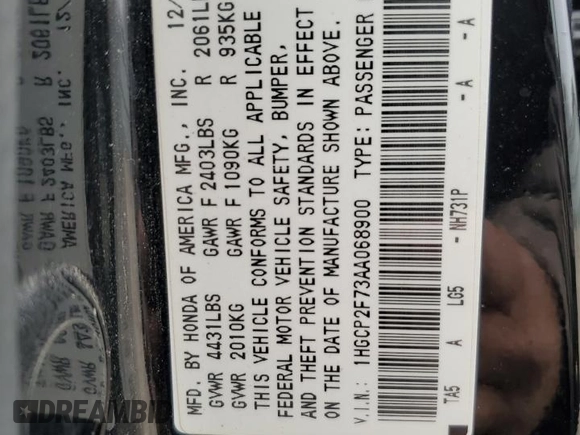 MFD. BY HONDA OF AMERICA MFG., INC. 12/
GVWR 4431LBS GAWR F 2403LBS R 2061L
GVWR 2010KG GAWR F 1090KG R 935KG
THIS VEHICLE CONFORMS TO ALL APPLICABLE
FEDERAL MOTOR VEHICLE SAFETY, BUMPER,
AND THEFT PREVENTION STANDARDS IN EFFECT
ON THE DATE OF MANUFACTURE SHOWN ABOVE.
V.I.N.: 1HGCP2F73AA068900 TYPE: PASSENGER
TA5 A LG5 - NH731P - A - A
DREAMBID